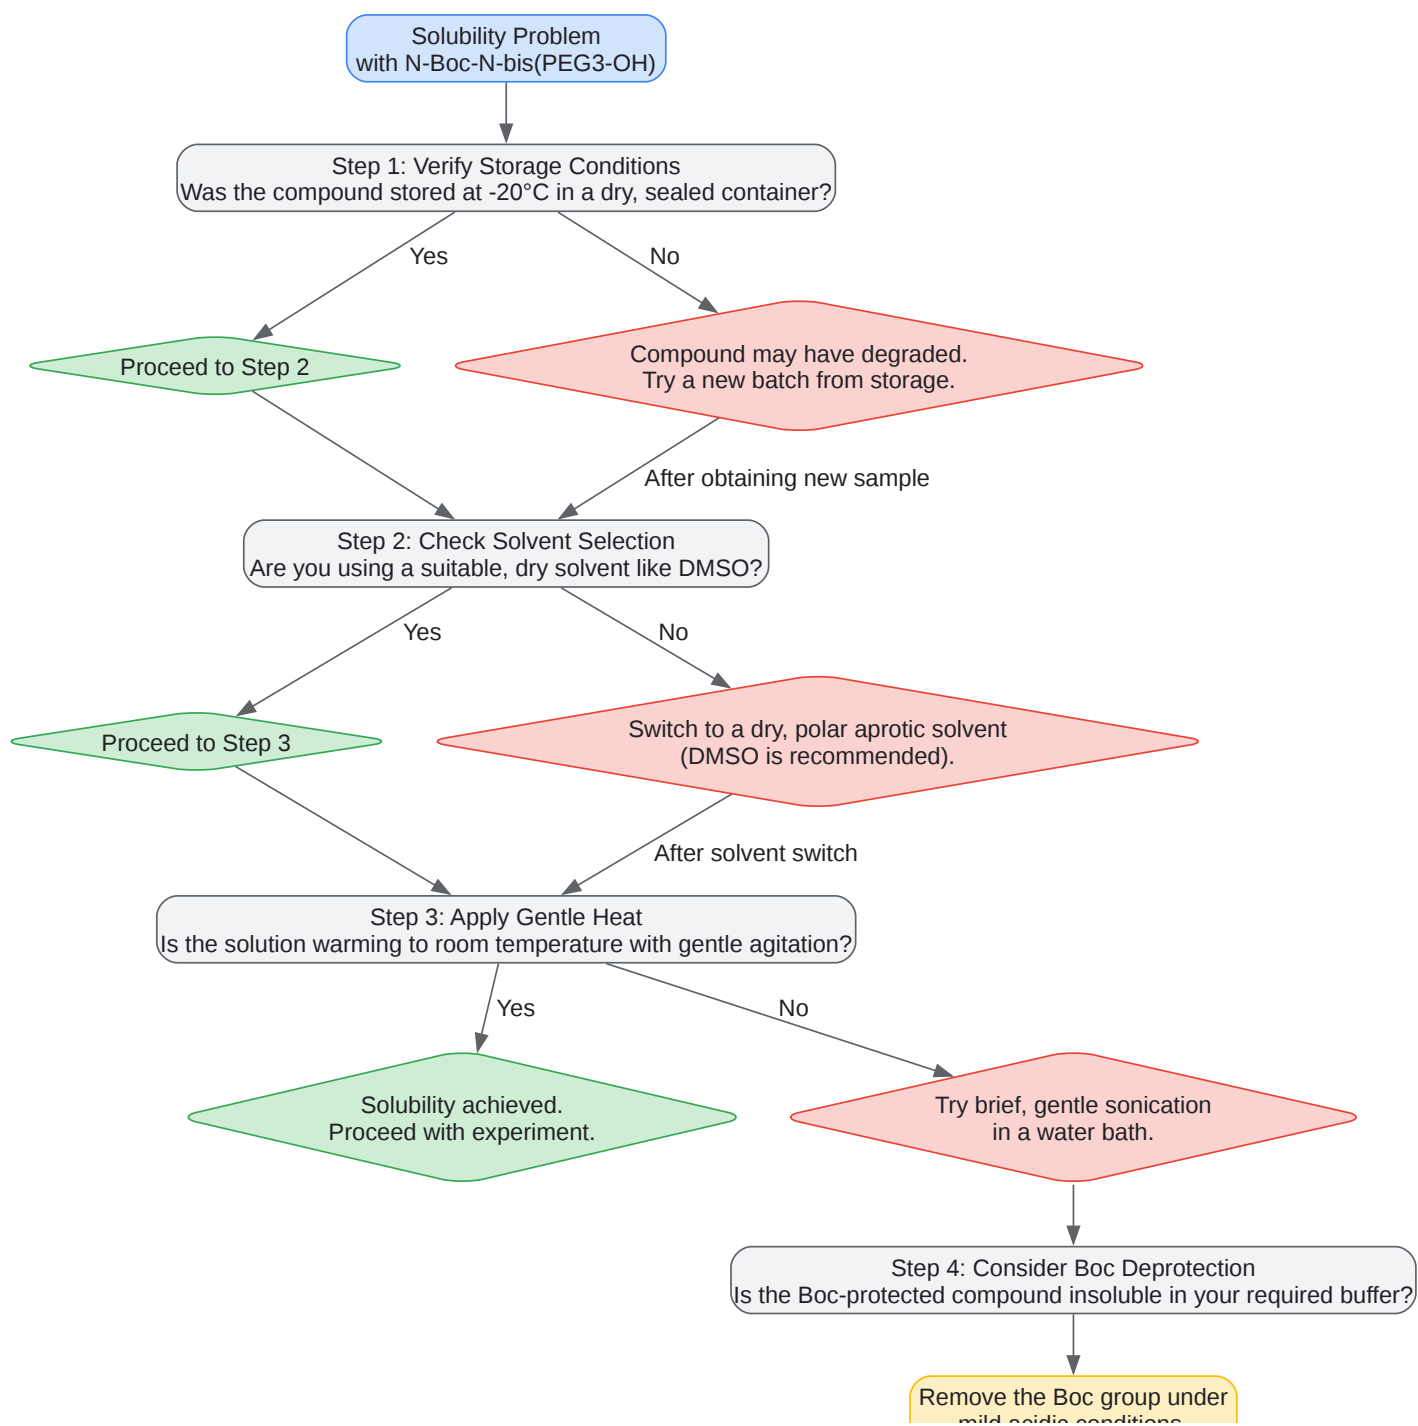 Solubility Problem
with N-Boc-N-bis(PEG3-OH)
Step 1: Verify Storage Conditions
Was the compound stored at -20°C in a dry, sealed container?
Yes
No
Proceed to Step 2
Compound may have degraded.
Try a new batch from storage.
After obtaining new sample
Step 2: Check Solvent Selection
Are you using a suitable, dry solvent like DMSO?
Yes
No
Proceed to Step 3
Switch to a dry, polar aprotic solvent
(DMSO is recommended).
After solvent switch
Step 3: Apply Gentle Heat
Is the solution warming to room temperature with gentle agitation?
Yes
No
Solubility achieved.
Proceed with experiment.
Try brief, gentle sonication
in a water bath.
Step 4: Consider Boc Deprotection
Is the Boc-protected compound insoluble in your required buffer?
Remove the Boc group under
mild acidic conditions